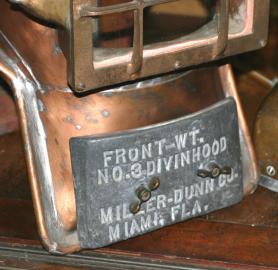 FRONT-WT.
NO.3 DIVINHOOD
MILLER-DUNN CO.
MIAMI. FLA.